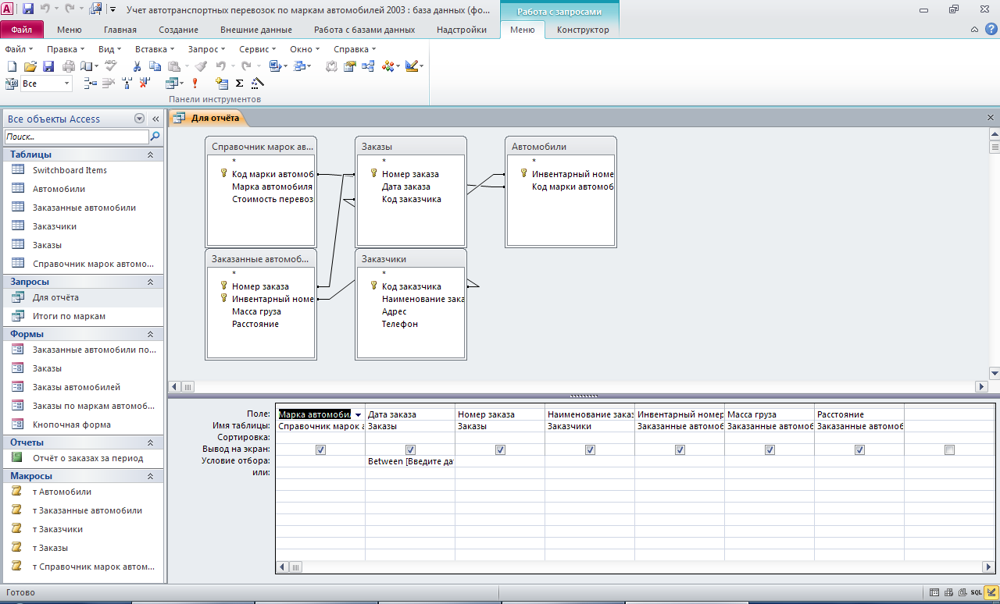 Учет автотранспортных перевозок по маркам автомобилей 2003 : база данных (фо...
Работа с запросами
Файл Меню Главная Создание Внешние данные Работа с базами данных Надстройки Меню Конструктор
Файл Правка Вид Вставка Запрос Сервис Окно Справка
Все
Панели инструментов
Все объекты Access
Поиск...
Таблицы
Switchboard Items
Автомобили
Заказанные автомобили
Заказчики
Заказы
Справочник марок автомо...
Запросы
Для отчёта
Итоги по маркам
Формы
Заказанные автомобили по...
Заказы
Заказы автомобилей
Заказы по маркам автомоб...
Кнопочная форма
Отчеты
Отчёт о заказах за период
Макросы
т Автомобили
т Заказанные автомобили
т Заказчики
т Заказы
т Справочник марок автом...
Для отчёта
Справочник марок ав...
*
Код марки автомоб
Марка автомобиля
Стоимость перевоз
Заказы
*
Номер заказа
Дата заказа
Код заказчика
Автомобили
*
Инвентарный номе
Код марки автомоб
Заказанные автомоб...
*
Номер заказа
Инвентарный номе
Масса груза
Расстояние
Заказчики
*
Код заказчика
Наименование зака
Адрес
Телефон
Поле: Марка автомобил Дата заказа Номер заказа Наименование заказ Инвентарный номер Масса груза Расстояние
Имя таблицы: Справочник марок а Заказы Заказы Заказчики Заказанные автомоб Заказанные автомоб Заказанные автомоб
Сортировка:
Вывод на экран:
Условие отбора: Between [Введите да
или:
Готово
SQL